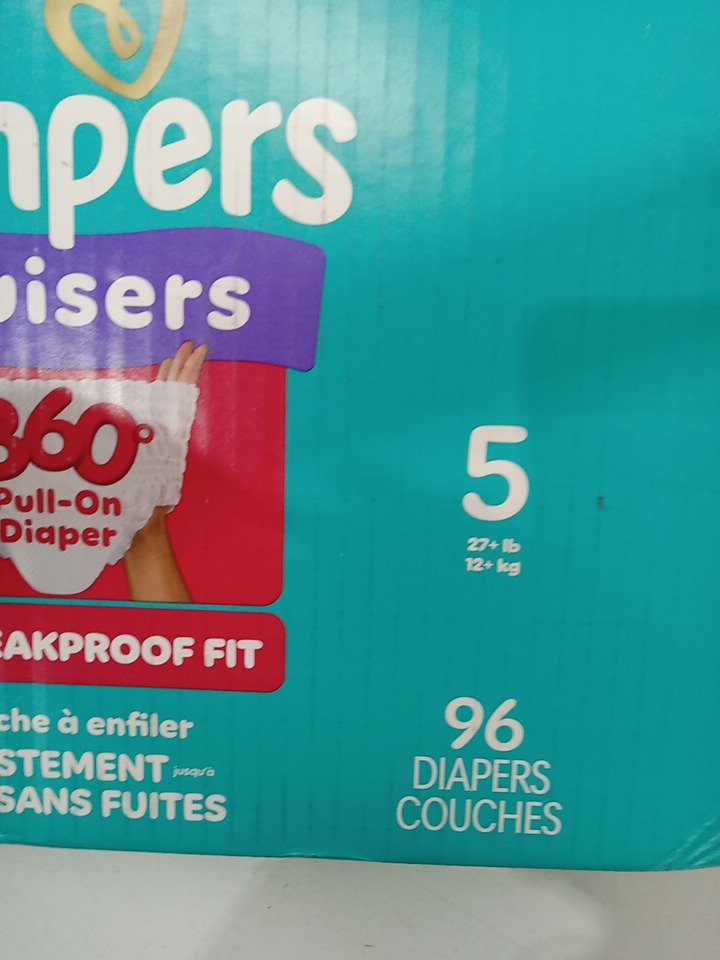 mpers
uisers
360°
Pull-On
Diaper
EAKPROOF FIT
che à enfiler
STEMENT jusqu'à
SANS FUITES
5
27+ lb
12+ kg
96
DIAPERS
COUCHES